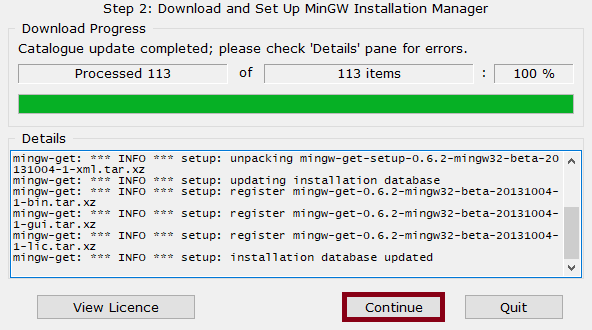 Step 2: Download and Set Up MinGW Installation Manager
Download Progress
Catalogue update completed; please check 'Details' pane for errors.
Processed 113 of 113 items : 100 %
Details
mingw-get: *** INFO *** setup: unpacking mingw-get-setup-0.6.2-mingw32-beta-20
131004-1-xml.tar.xz
mingw-get: *** INFO *** setup: updating installation database
mingw-get: *** INFO *** setup: register mingw-get-0.6.2-mingw32-beta-20131004-
1-bin.tar.xz
mingw-get: *** INFO *** setup: register mingw-get-0.6.2-mingw32-beta-20131004-
1-gui.tar.xz
mingw-get: *** INFO *** setup: register mingw-get-0.6.2-mingw32-beta-20131004-
1-lic.tar.xz
mingw-get: *** INFO *** setup: installation database updated
View Licence Continue Quit